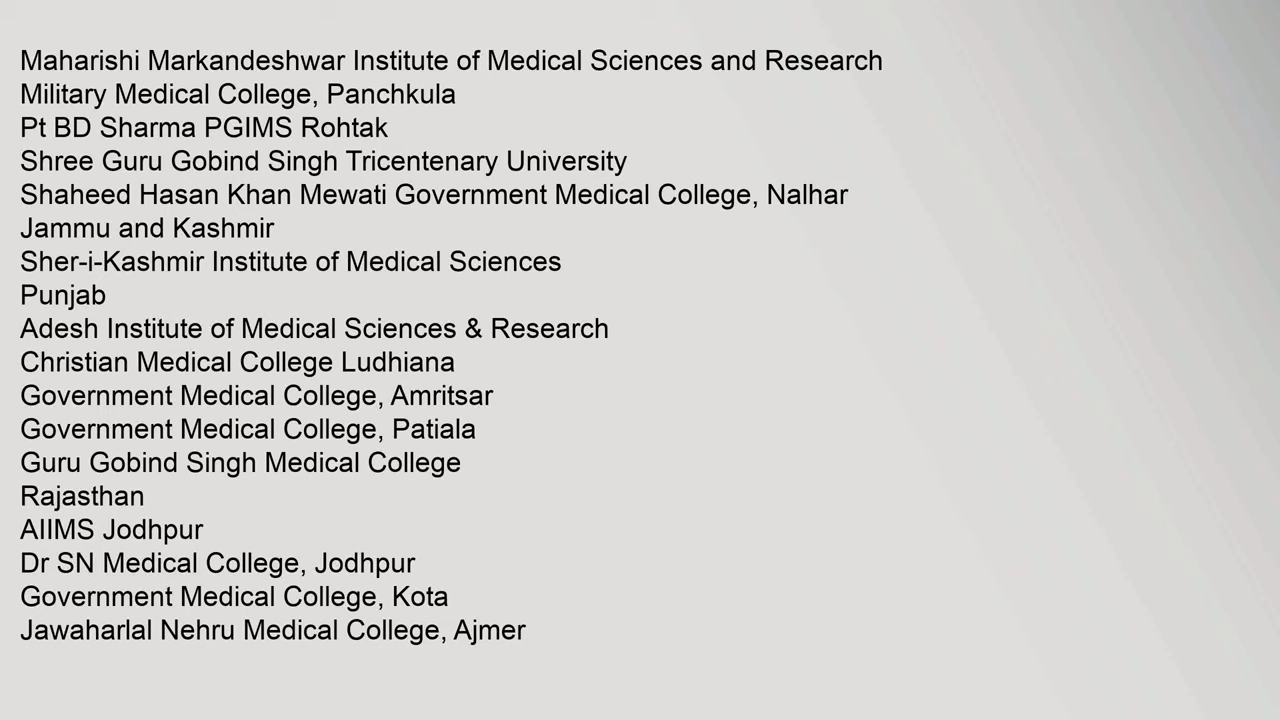 Maharishi Markandeshwar Institute of Medical Sciences and Research
Military Medical College, Panchkula
Pt BD Sharma PGIMS Rohtak
Shree Guru Gobind Singh Tricentenary University
Shaheed Hasan Khan Mewati Government Medical College, Nalhar
Jammu and Kashmir
Sher-i-Kashmir Institute of Medical Sciences
Punjab
Adesh Institute of Medical Sciences & Research
Christian Medical College Ludhiana
Government Medical College, Amritsar
Government Medical College, Patiala
Guru Gobind Singh Medical College
Rajasthan
AIIMS Jodhpur
Dr SN Medical College, Jodhpur
Government Medical College, Kota
Jawaharlal Nehru Medical College, Ajmer